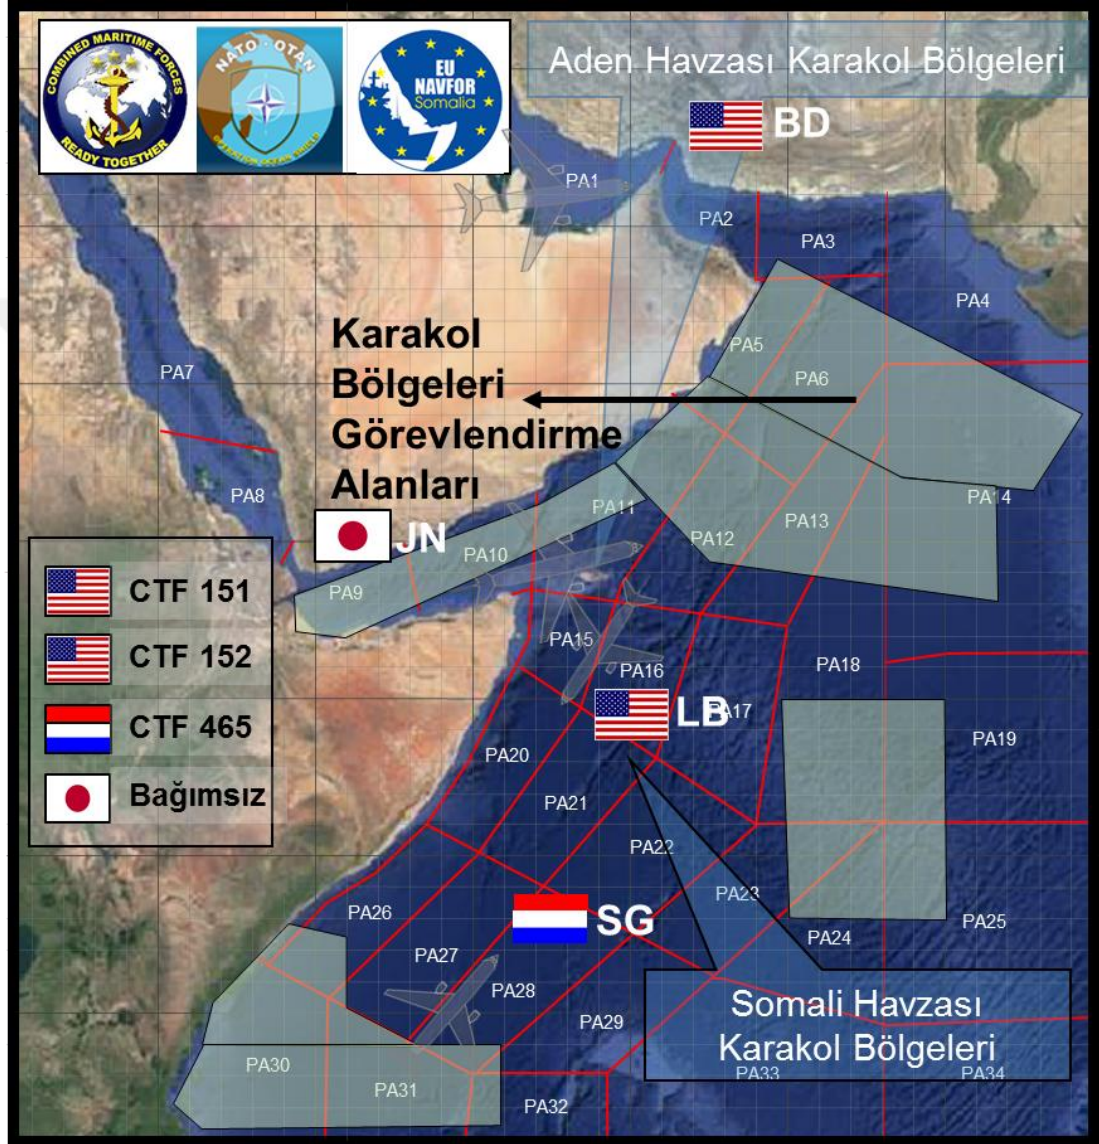 COMBINED MARITIME FORCES
READY TOGETHER
NATO - OTAN
OPERATION OCEAN SHIELD
EU
NAVFOR
Somalia
Aden Havzası Karakol Bölgeleri
BD
PA1
PA2
PA3
PA4
Karakol
Bölgeleri
Görevlendirme
Alanları
PA5
PA6
PA7
PA8
JN
PA9
PA10
PA11
PA12
PA13
PA14
CTF 151
CTF 152
CTF 465
Bağımsız
PA15
PA16
LB
PA17
PA18
PA19
PA20
PA21
PA22
PA23
PA24
PA25
PA26
SG
PA27
PA28
PA29
Somali Havzası
Karakol Bölgeleri
PA30
PA31
PA32
PA33
PA34